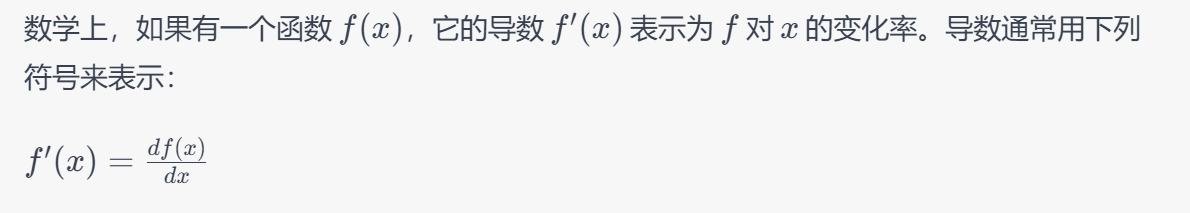 数学上，如果有一个函数 f(x)，它的导数 f′(x) 表示为 f 对 x 的变化率。导数通常用下列
符号来表示：
f′(x) = df(x)/dx